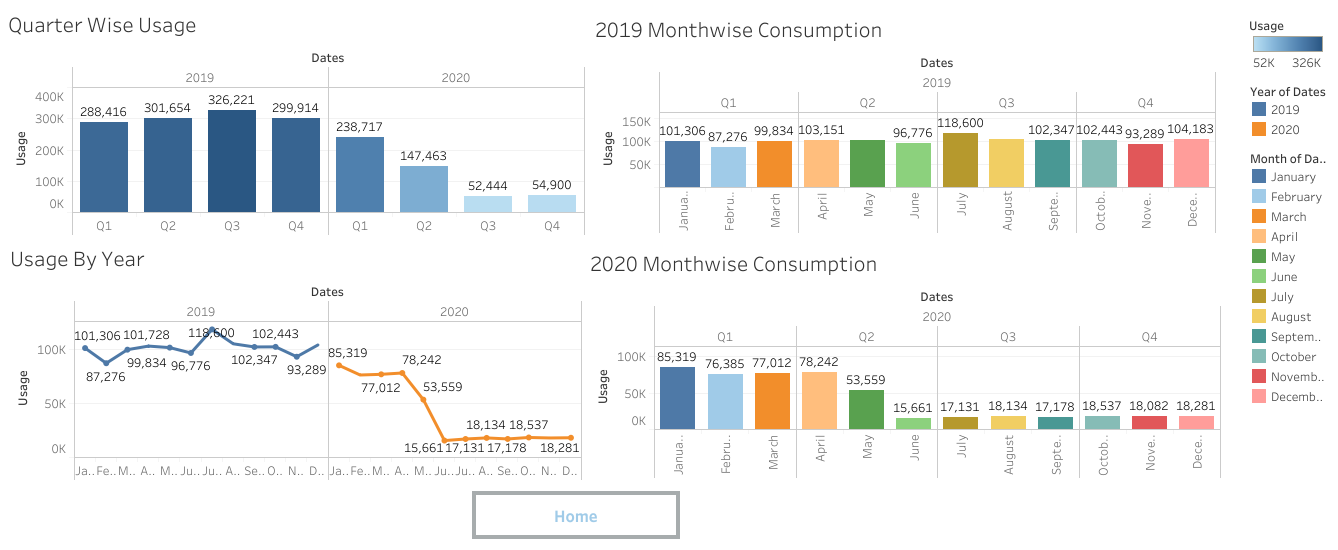 Quarter Wise Usage
Dates
2019
2020
Usage
400K
300K
200K
100K
0K
288,416
301,654
326,221
299,914
238,717
147,463
52,444
54,900
Q1
Q2
Q3
Q4
Q1
Q2
Q3
Q4
2019 Monthwise Consumption
Dates
2019
Q1
Q2
Q3
Q4
Usage
150K
100K
50K
101,306
87,276
99,834
103,151
96,776
118,600
102,347
102,443
93,289
104,183
Janua..
Febru..
March
April
May
June
July
August
Septe..
Octob..
Nove..
Dece..
Usage
52K
326K
Year of Dates
2019
2020
Month of Da..
January
February
March
April
May
June
July
August
Septem..
October
Novemb..
Decemb..
Usage By Year
Dates
2019
2020
Usage
100K
50K
0K
101,306
87,276
99,834
101,728
96,776
118,600
102,347
102,443
93,289
85,319
77,012
78,242
53,559
15,661
17,131
18,134
17,178
18,537
18,281
Ja..
Fe..
M..
A..
M..
Ju..
Ju..
A..
Se..
O..
N..
D..
Ja..
Fe..
M..
A..
M..
Ju..
Ju..
A..
Se..
O..
N..
D..
2020 Monthwise Consumption
Dates
2020
Q1
Q2
Q3
Q4
Usage
100K
50K
0K
85,319
76,385
77,012
78,242
53,559
15,661
17,131
18,134
17,178
18,537
18,082
18,281
Janua..
Febru..
March
April
May
June
July
August
Septe..
Octob..
Nove..
Dece..
Home